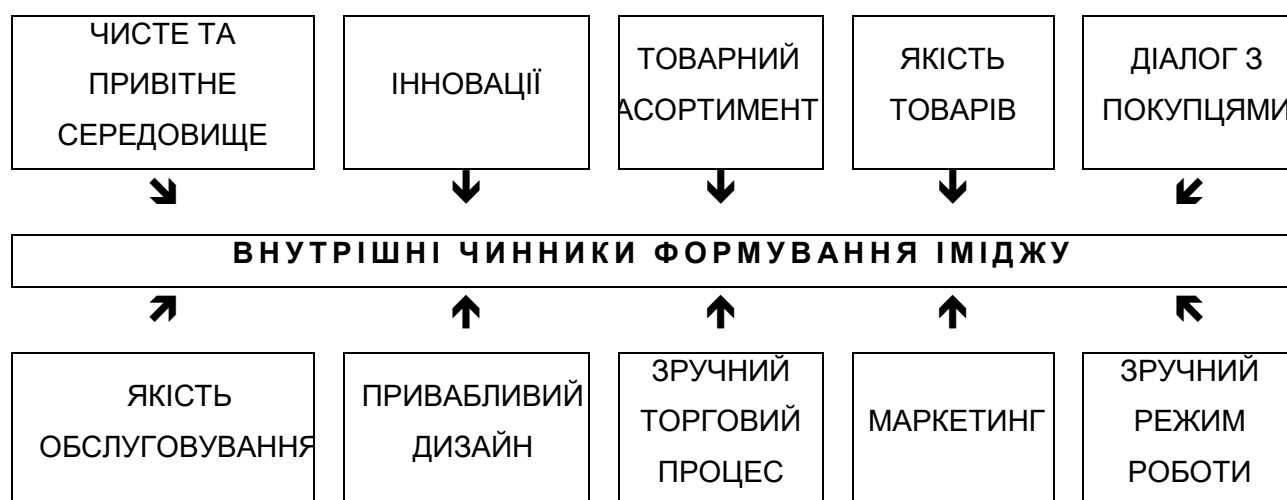 ЧИСТЕ ТА
ПРИВІТНЕ
СЕРЕДОВИЩЕ
ІННОВАЦІЇ
ТОВАРНИЙ
АСОРТИМЕНТ
ЯКІСТЬ
ТОВАРІВ
ДІАЛОГ З
ПОКУПЦЯМИ
ВНУТРІШНІ ЧИННИКИ ФОРМУВАННЯ ІМІДЖУ
ЯКІСТЬ
ОБСЛУГОВУВАННЯ
ПРИВАБЛИВИЙ
ДИЗАЙН
ЗРУЧНИЙ
ТОРГОВИЙ
ПРОЦЕС
МАРКЕТИНГ
ЗРУЧНИЙ
РЕЖИМ
РОБОТИ